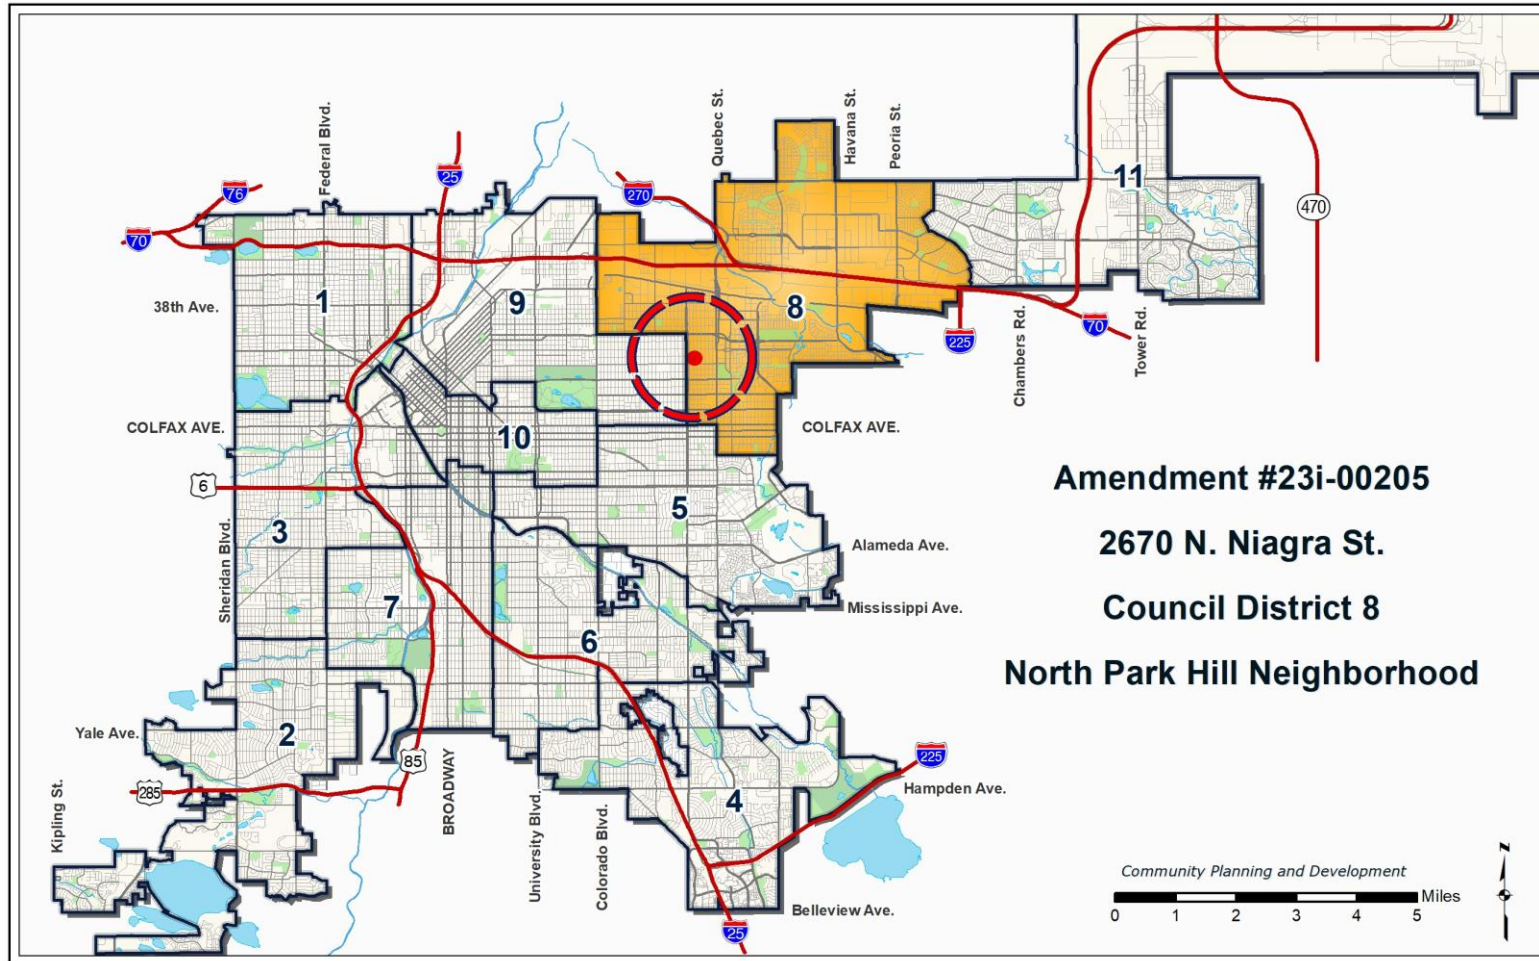 Federal Blvd.
Quebec St.
Havana St.
Peoria St.
76
25
270
70
11
470
38th Ave.
1
9
8
225
70
Chambers Rd.
Tower Rd.
COLFAX AVE.
10
COLFAX AVE.
6
Sheridan Blvd.
3
5
Alameda Ave.
7
Mississippi Ave.
6
Yale Ave.
2
85
225
285
Hampden Ave.
4
Kipling St.
BROADWAY
University Blvd.
Colorado Blvd.
Belleview Ave.
25
Amendment #23i-00205
2670 N. Niagra St.
Council District 8
North Park Hill Neighborhood
Community Planning and Development
Miles
0 1 2 3 4 5
z